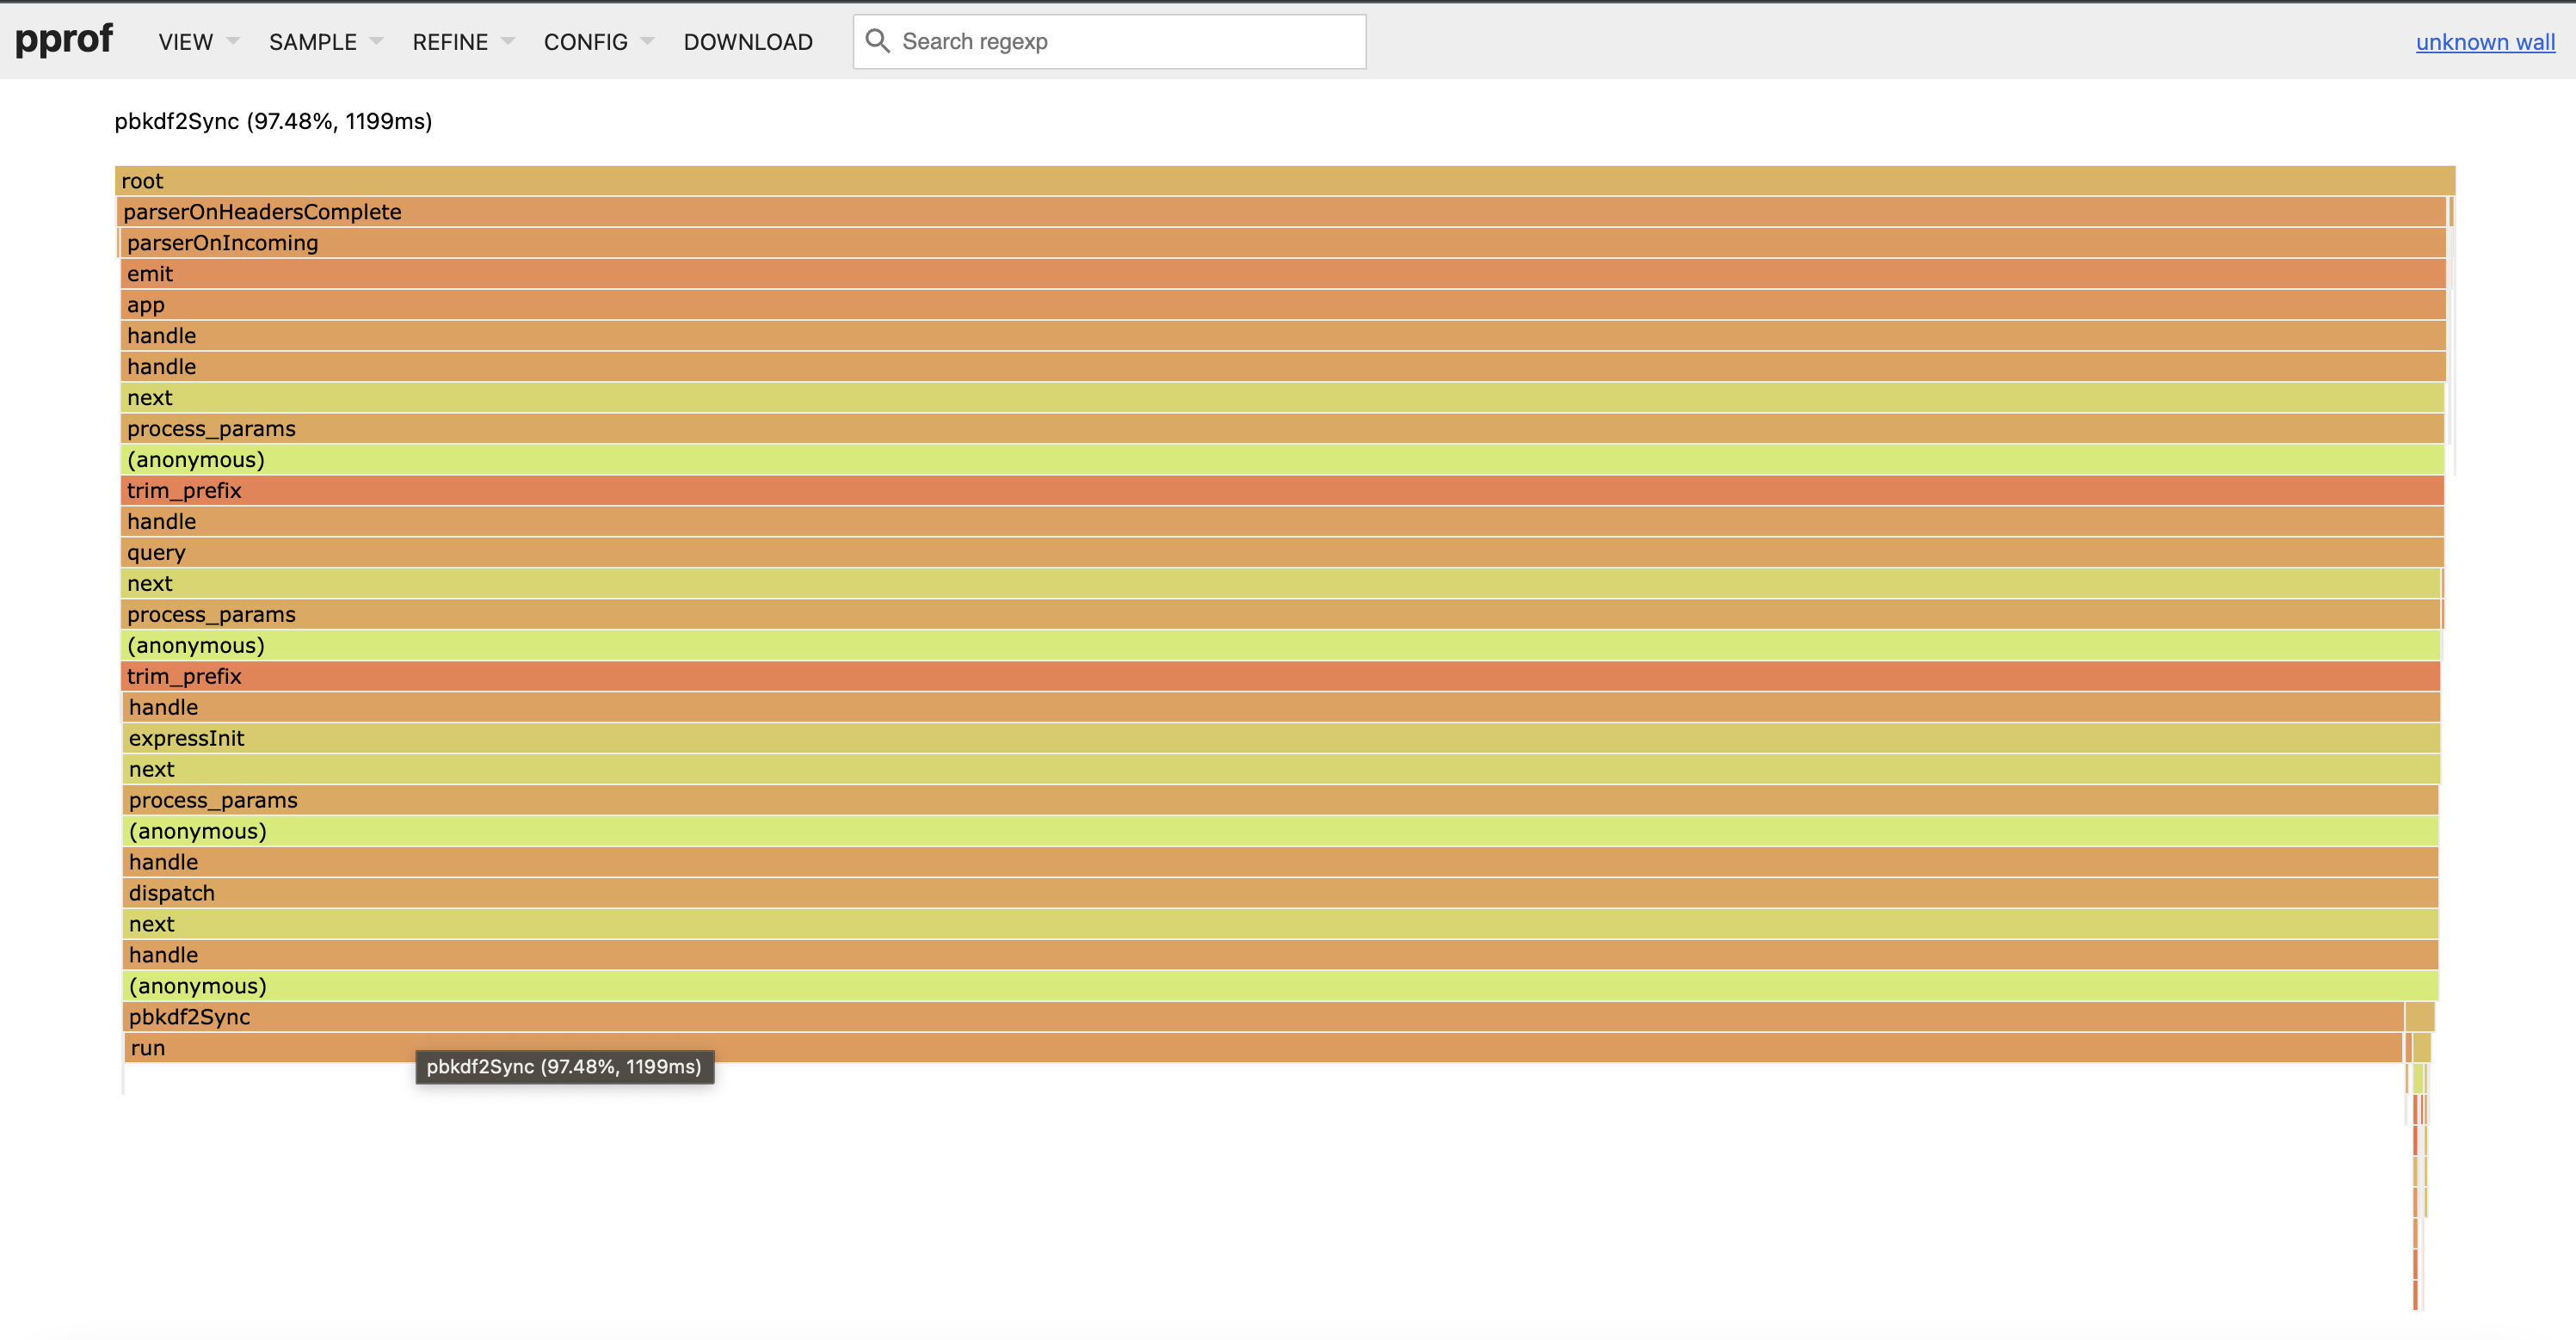 pprof VIEW SAMPLE REFINE CONFIG DOWNLOAD Search regexp unknown wall
pbkdf2Sync (97.48%, 1199ms)
root
parserOnHeadersComplete
parserOnIncoming
emit
app
handle
handle
next
process_params
(anonymous)
trim_prefix
handle
query
next
process_params
(anonymous)
trim_prefix
handle
expressInit
next
process_params
(anonymous)
handle
dispatch
next
handle
(anonymous)
pbkdf2Sync
run
pbkdf2Sync (97.48%, 1199ms)